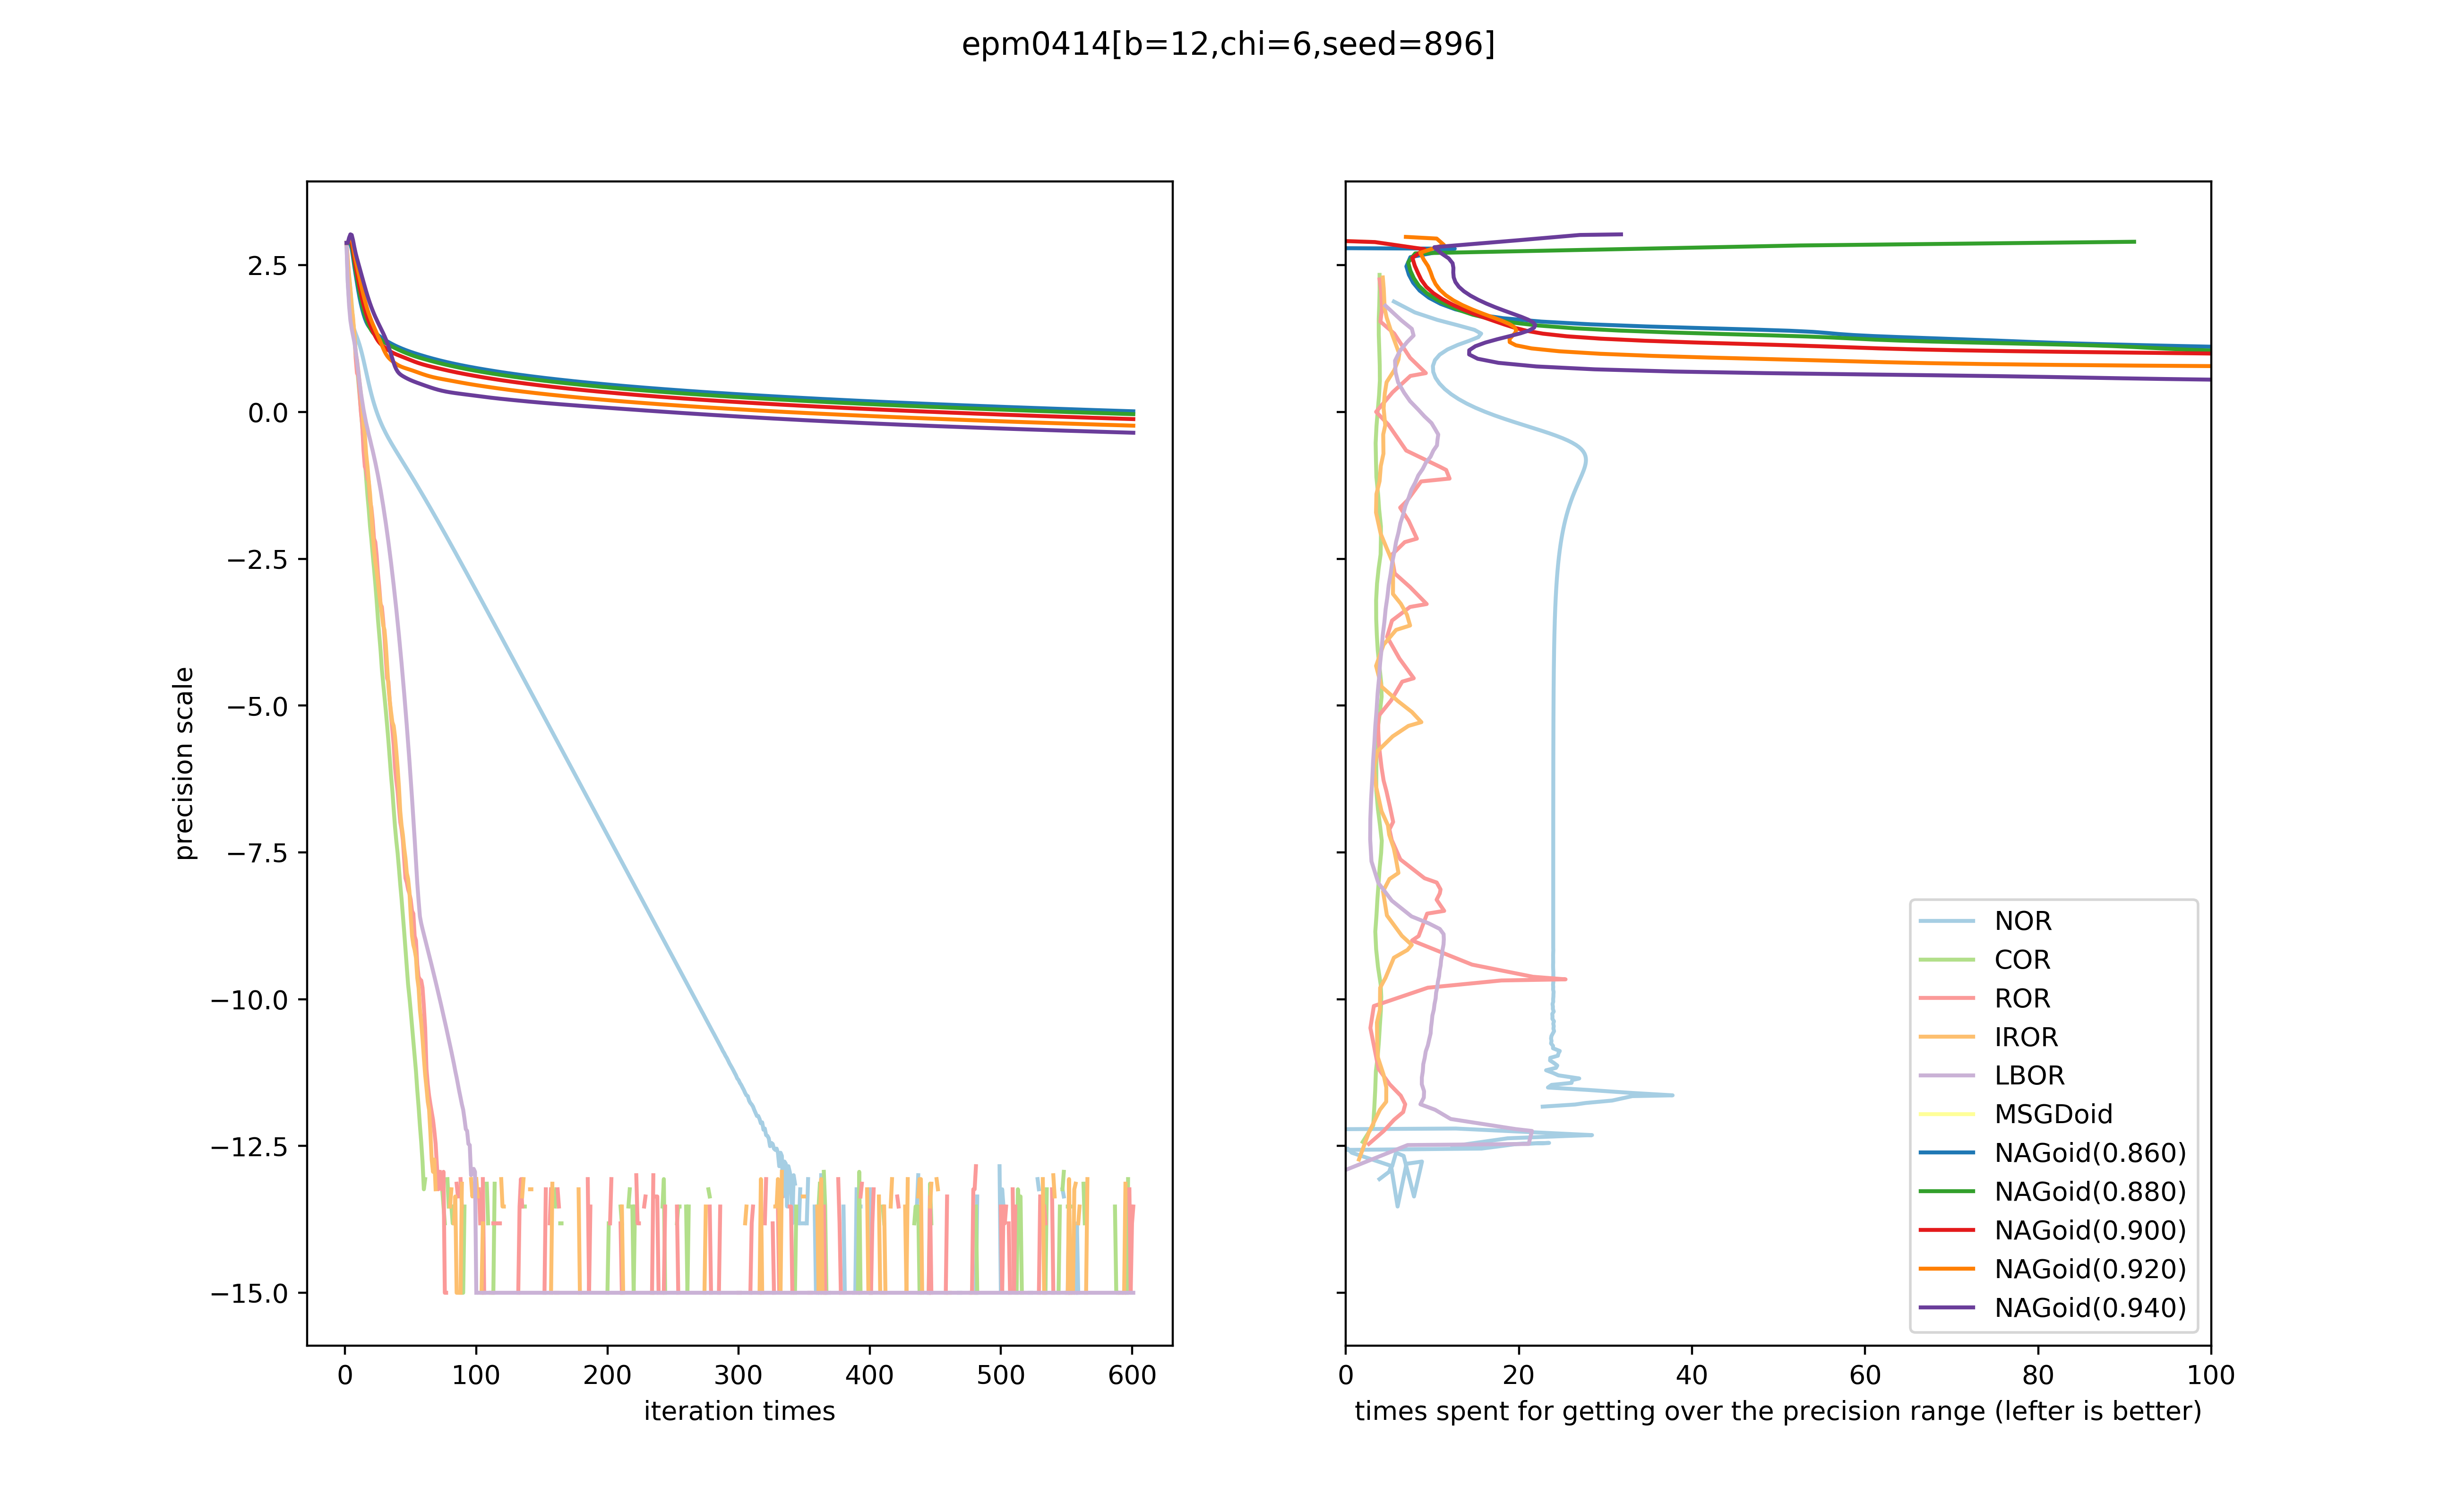 epm0414[b=12,chi=6,seed=896]
precision scale
2.5
0.0
−2.5
−5.0
−7.5
−10.0
−12.5
−15.0
0 100 200 300 400 500 600
iteration times
0 20 40 60 80 100
times spent for getting over the precision range (lefter is better)
NOR
COR
ROR
IROR
LBOR
MSGDoid
NAGoid(0.860)
NAGoid(0.880)
NAGoid(0.900)
NAGoid(0.920)
NAGoid(0.940)